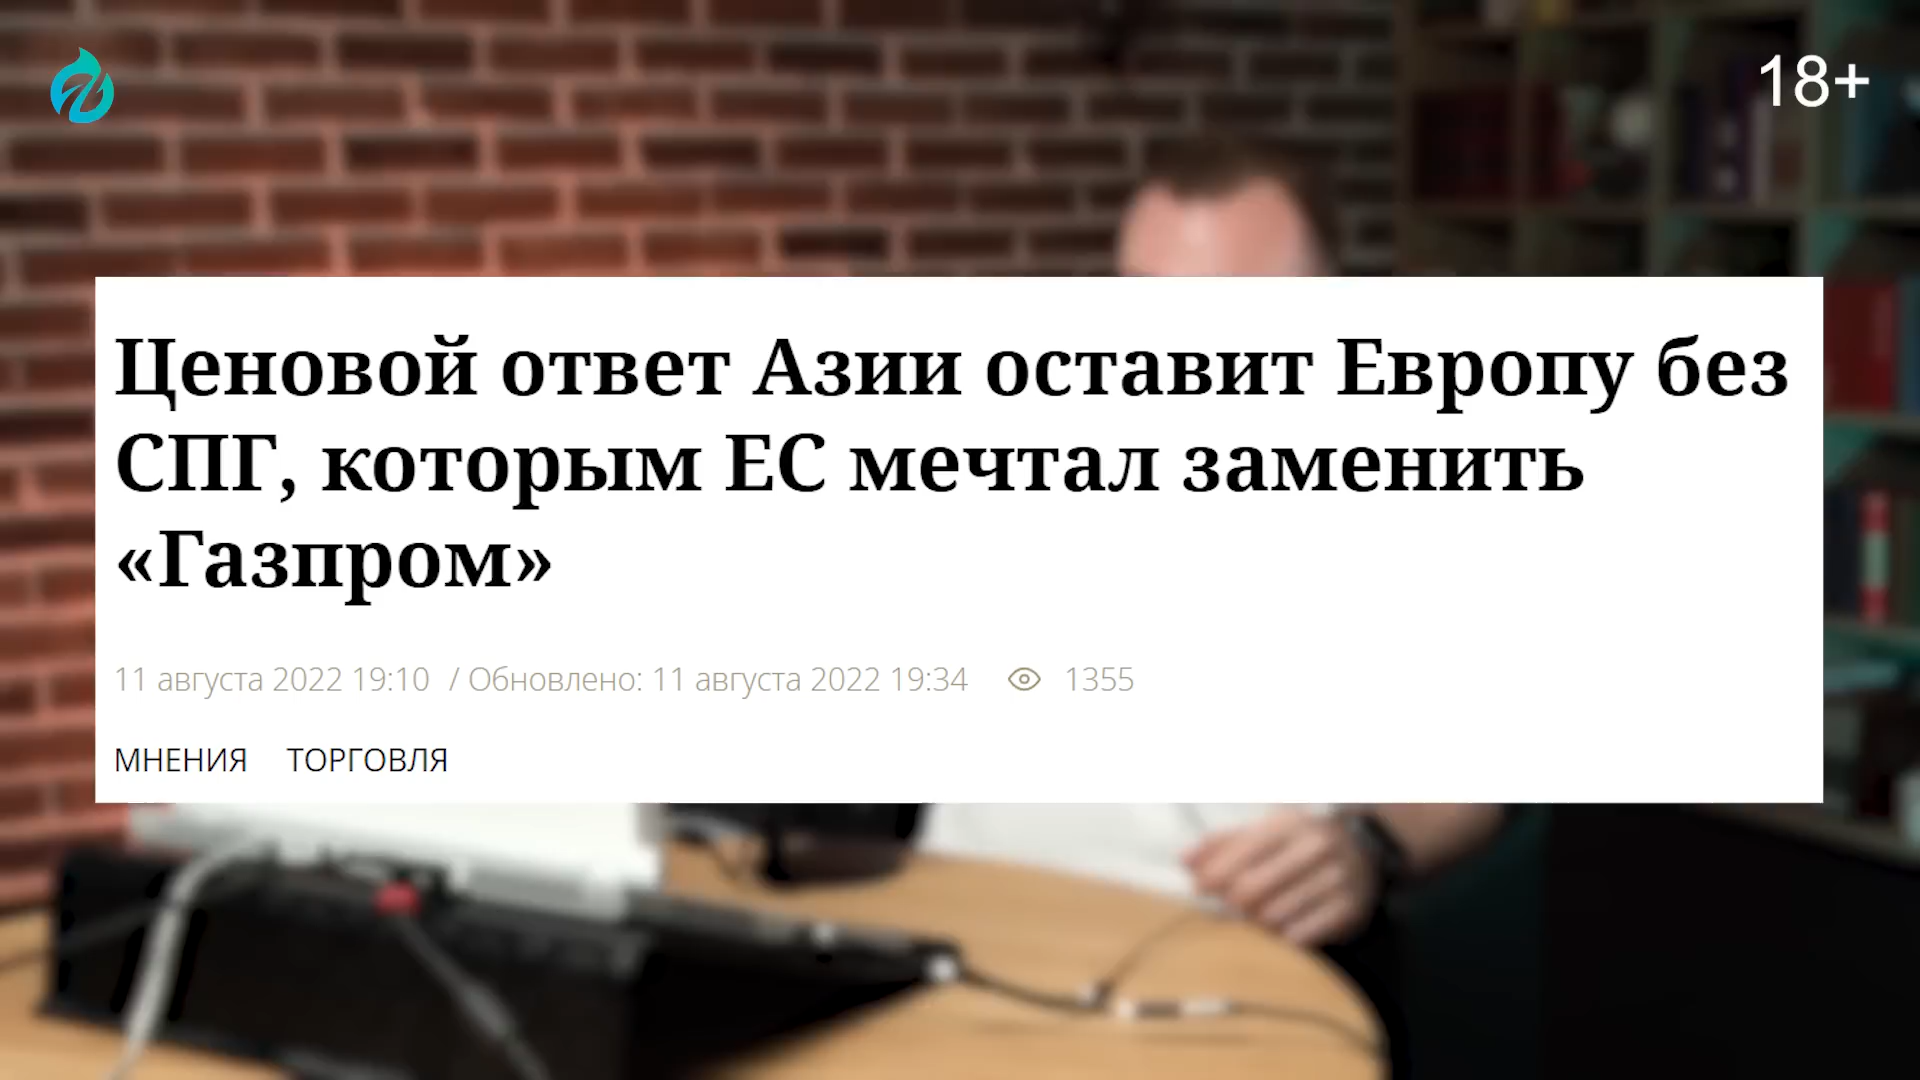 18+
Ценовой ответ Азии оставит Европу без
СПГ, которым ЕС мечтал заменить
«Газпром»
11 августа 2022 19:10 / Обновлено: 11 августа 2022 19:34 1355
МНЕНИЯ ТОРГОВЛЯ